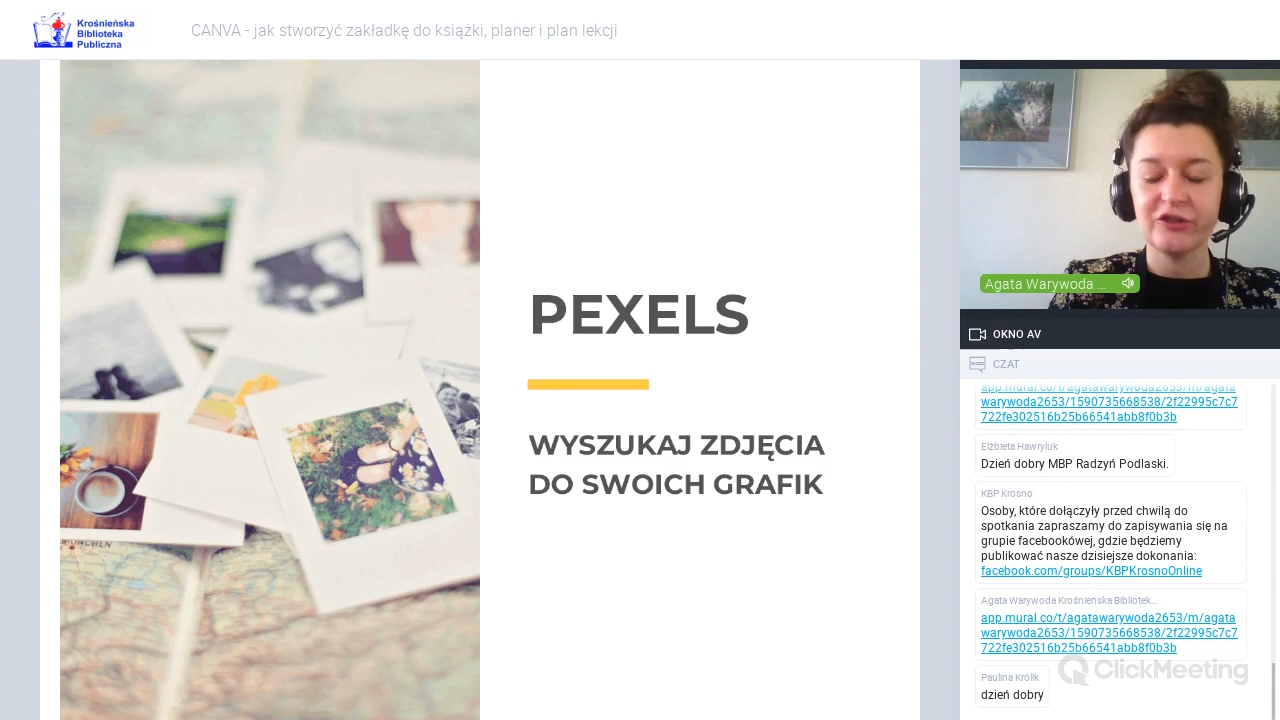 Krośnieńska
Biblioteka
Publiczna
CANVA - jak stworzyć zakładkę do książki, planer i plan lekcji
PEXELS
WYSZUKAJ ZDJĘCIA
DO SWOICH GRAFIK
MÜNCHEN
Agata Warywoda ...
OKNO AV
CZAT
app.mural.co/t/agatawarywoda2653/m/agata
warywoda2653/1590735668538/2f22995c7c7
722fe302516b25b66541abb8f0b3b
Elżbieta Hawryluk
Dzień dobry MBP Radzyń Podlaski.
KBP Krosno
Osoby, które dołączyły przed chwilą do
spotkania zapraszamy do zapisywania się na
grupie facebookówej, gdzie będziemy
publikować nasze dzisiejsze dokonania:
facebook.com/groups/KBPKrosnoOnline
Agata Warywoda Krośnieńska Bibliotek...
app.mural.co/t/agatawarywoda2653/m/agata
warywoda2653/1590735668538/2f22995c7c7
722fe302516b25b66541abb8f0b3b
ClickMeeting
Paulina Królik
dzień dobry